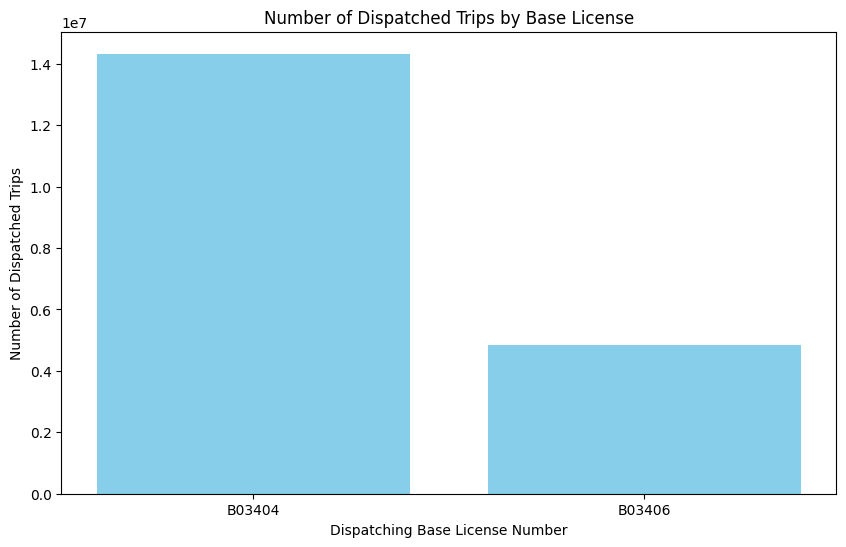 Number of Dispatched Trips by Base License
1e7
1.4
1.2
1.0
0.8
0.6
0.4
0.2
0.0
Number of Dispatched Trips
B03404 B03406
Dispatching Base License Number